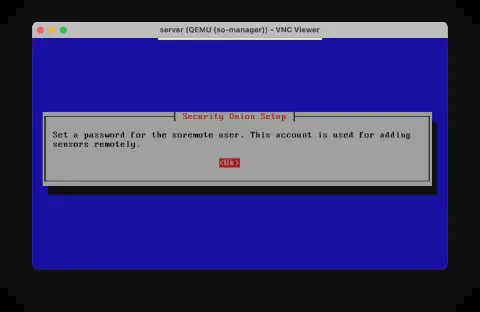 server (QEMU (so-manager)) - VNC Viewer
Security Onion Setup
Set a password for the soremote user. This account is used for adding
sensors remotely.
<Ok>